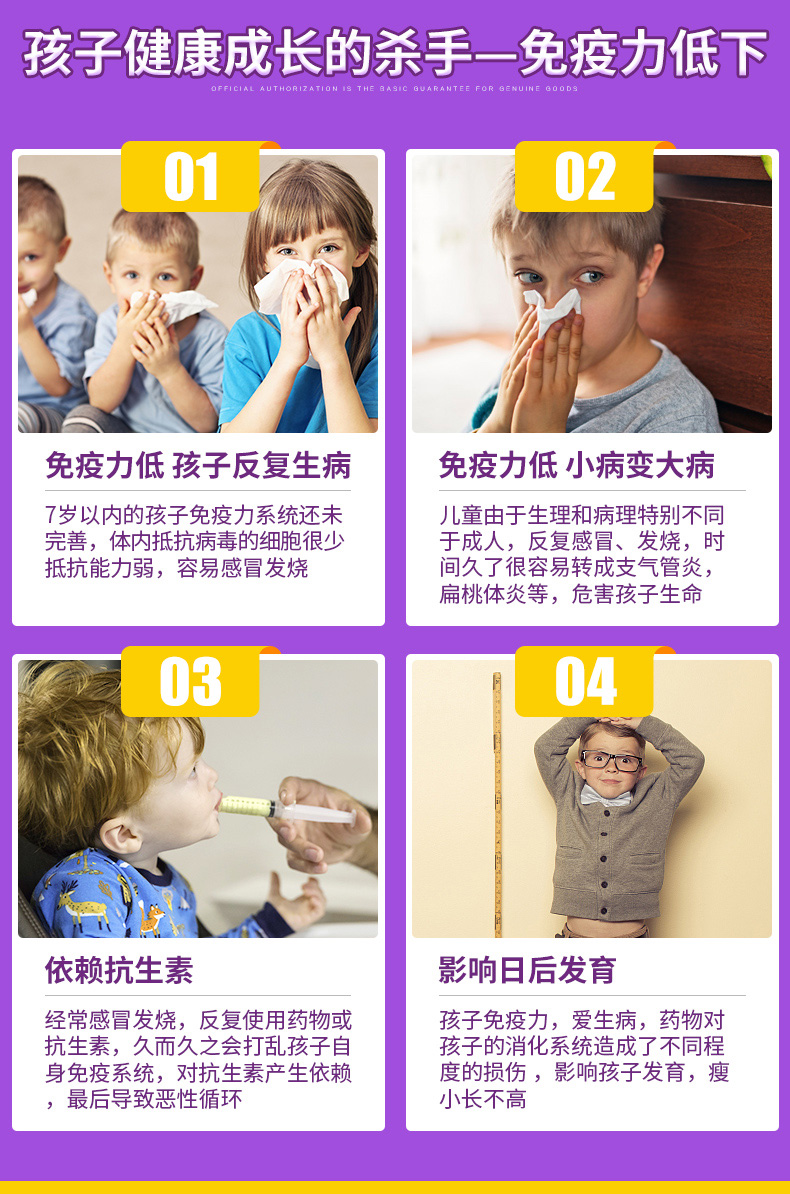 孩子健康成长的杀手—免疫力低下
OFFICIAL AUTHORIZATION IS THE BASIC GUARANTEE FOR GENUINE GOODS
01
免疫力低 孩子反复生病
7岁以内的孩子免疫力系统还未
完善，体内抵抗病毒的细胞很少
抵抗能力弱，容易感冒发烧
02
免疫力低 小病变大病
儿童由于生理和病理特别不同
于成人，反复感冒、发烧，时
间久了很容易转成支气管炎，
扁桃体炎等，危害孩子生命
03
依赖抗生素
经常感冒发烧，反复使用药物或
抗生素，久而久之会打乱孩子自
身免疫系统，对抗生素产生依赖
，最后导致恶性循环
04
影响日后发育
孩子免疫力，爱生病，药物对
孩子的消化系统造成了不同程
度的损伤 ，影响孩子发育，瘦
小长不高